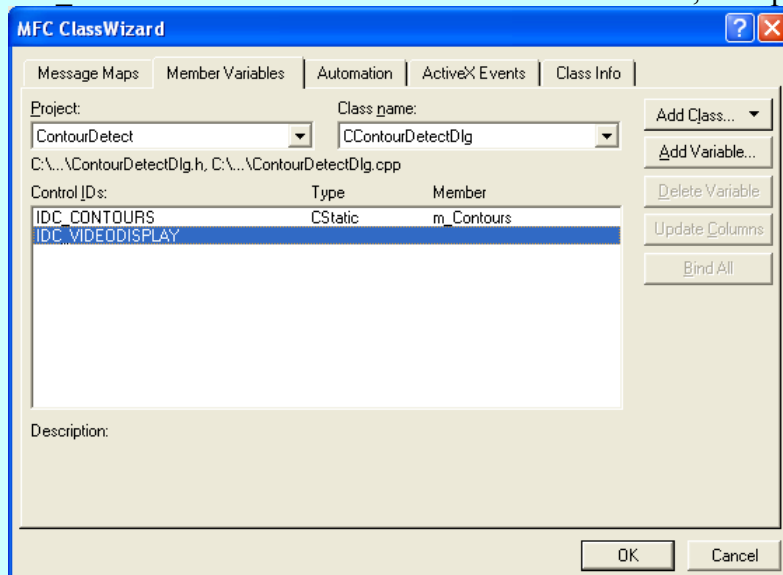 MFC ClassWizard
Message Maps Member Variables Automation ActiveX Events Class Info
Project: Class name:
ContourDetect CContourDetectDlg
Add Class...
C:\...\ContourDetectDlg.h, C:\...\ContourDetectDlg.cpp
Add Variable...
Control IDs: Type Member
Delete Variable
IDC_CONTOURS CStatic m_Contours
Update Columns
IDC_VIDEODISPLAY
Bind All
Description:
OK Cancel